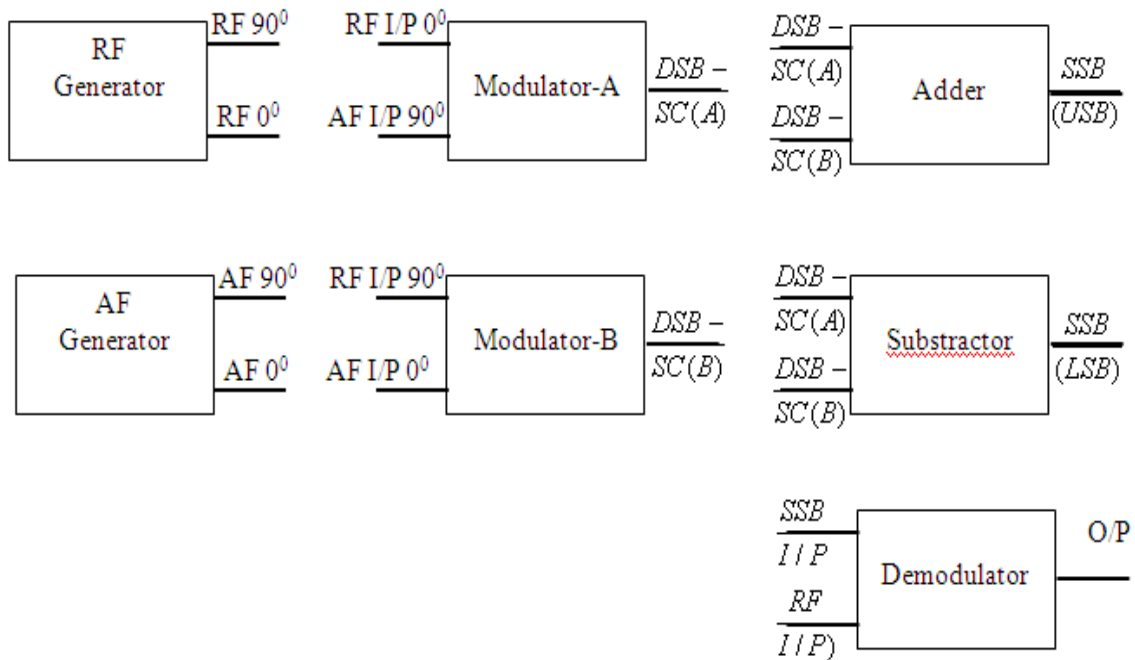 RF 90⁰
RF
Generator
RF 0⁰
RF I/P 0⁰
AF I/P 90⁰
Modulator-A
DSB –
SC(A)
DSB –
SC(A)
DSB –
SC(B)
Adder
SSB
(USB)
AF 90⁰
AF
Generator
AF 0⁰
RF I/P 90⁰
AF I/P 0⁰
Modulator-B
DSB –
SC(B)
DSB –
SC(A)
DSB –
SC(B)
Substractor
SSB
(LSB)
SSB
I / P
RF
I / P)
Demodulator
O/P